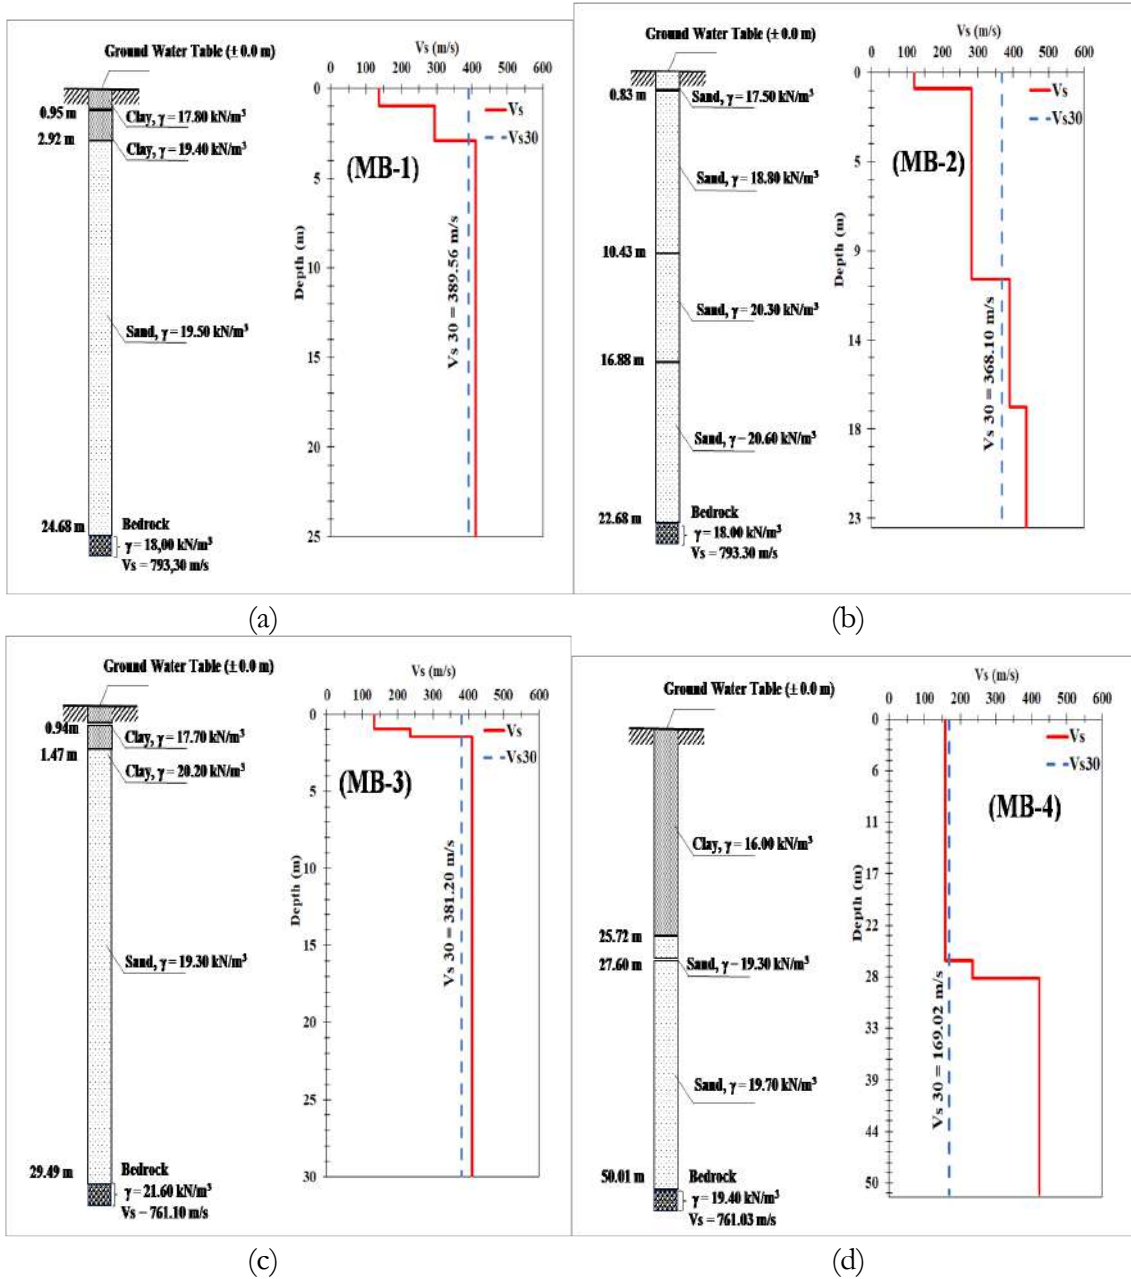 Ground Water Table (± 0.0 m)
0.95 m
2.92 m
24.68 m
Clay, γ = 17.80 kN/m³
Clay, γ = 19.40 kN/m³
Sand, γ = 19.50 kN/m³
Bedrock
γ = 18,00 kN/m³
Vs = 793,30 m/s
Vs (m/s)
0 100 200 300 400 500 600
0
5
10
15
20
25
Depth (m)
Vs
Vs30
(MB-1)
Vs 30 = 389.56 m/s
(a)
Ground Water Table (± 0.0 m)
0.83 m
10.43 m
16.88 m
22.68 m
Sand, γ = 17.50 kN/m³
Sand, γ = 18.80 kN/m³
Sand, γ = 20.30 kN/m³
Sand, γ − 20.60 kN/m³
Bedrock
γ = 18.00 kN/m³
Vs = 793.30 m/s
Vs (m/s)
0 100 200 300 400 500 600
0
5
9
14
18
23
Depth (m)
Vs
Vs30
(MB-2)
Vs 30 = 368.10 m/s
(b)
Ground Water Table (± 0.0 m)
0.94m
1.47 m
29.49 m
Clay, γ = 17.70 kN/m³
Clay, γ = 20.20 kN/m³
Sand, γ = 19.30 kN/m³
Bedrock
γ = 21.60 kN/m³
Vs − 761.10 m/s
Vs (m/s)
0 100 200 300 400 500 600
0
5
10
15
20
25
30
Depth (m)
Vs
Vs30
(MB-3)
Vs 30 = 381.20 m/s
(c)
Ground Water Table (± 0.0 m)
25.72 m
27.60 m
50.01 m
Clay, γ = 16.00 kN/m³
Sand, γ − 19.30 kN/m³
Sand, γ = 19.70 kN/m³
Bedrock
γ = 19.40 kN/m³
Vs = 761.03 m/s
Vs (m/s)
0 100 200 300 400 500 600
0
6
11
17
22
28
33
39
44
50
Depth (m)
Vs
Vs30
(MB-4)
Vs 30 = 169.02 m/s
(d)